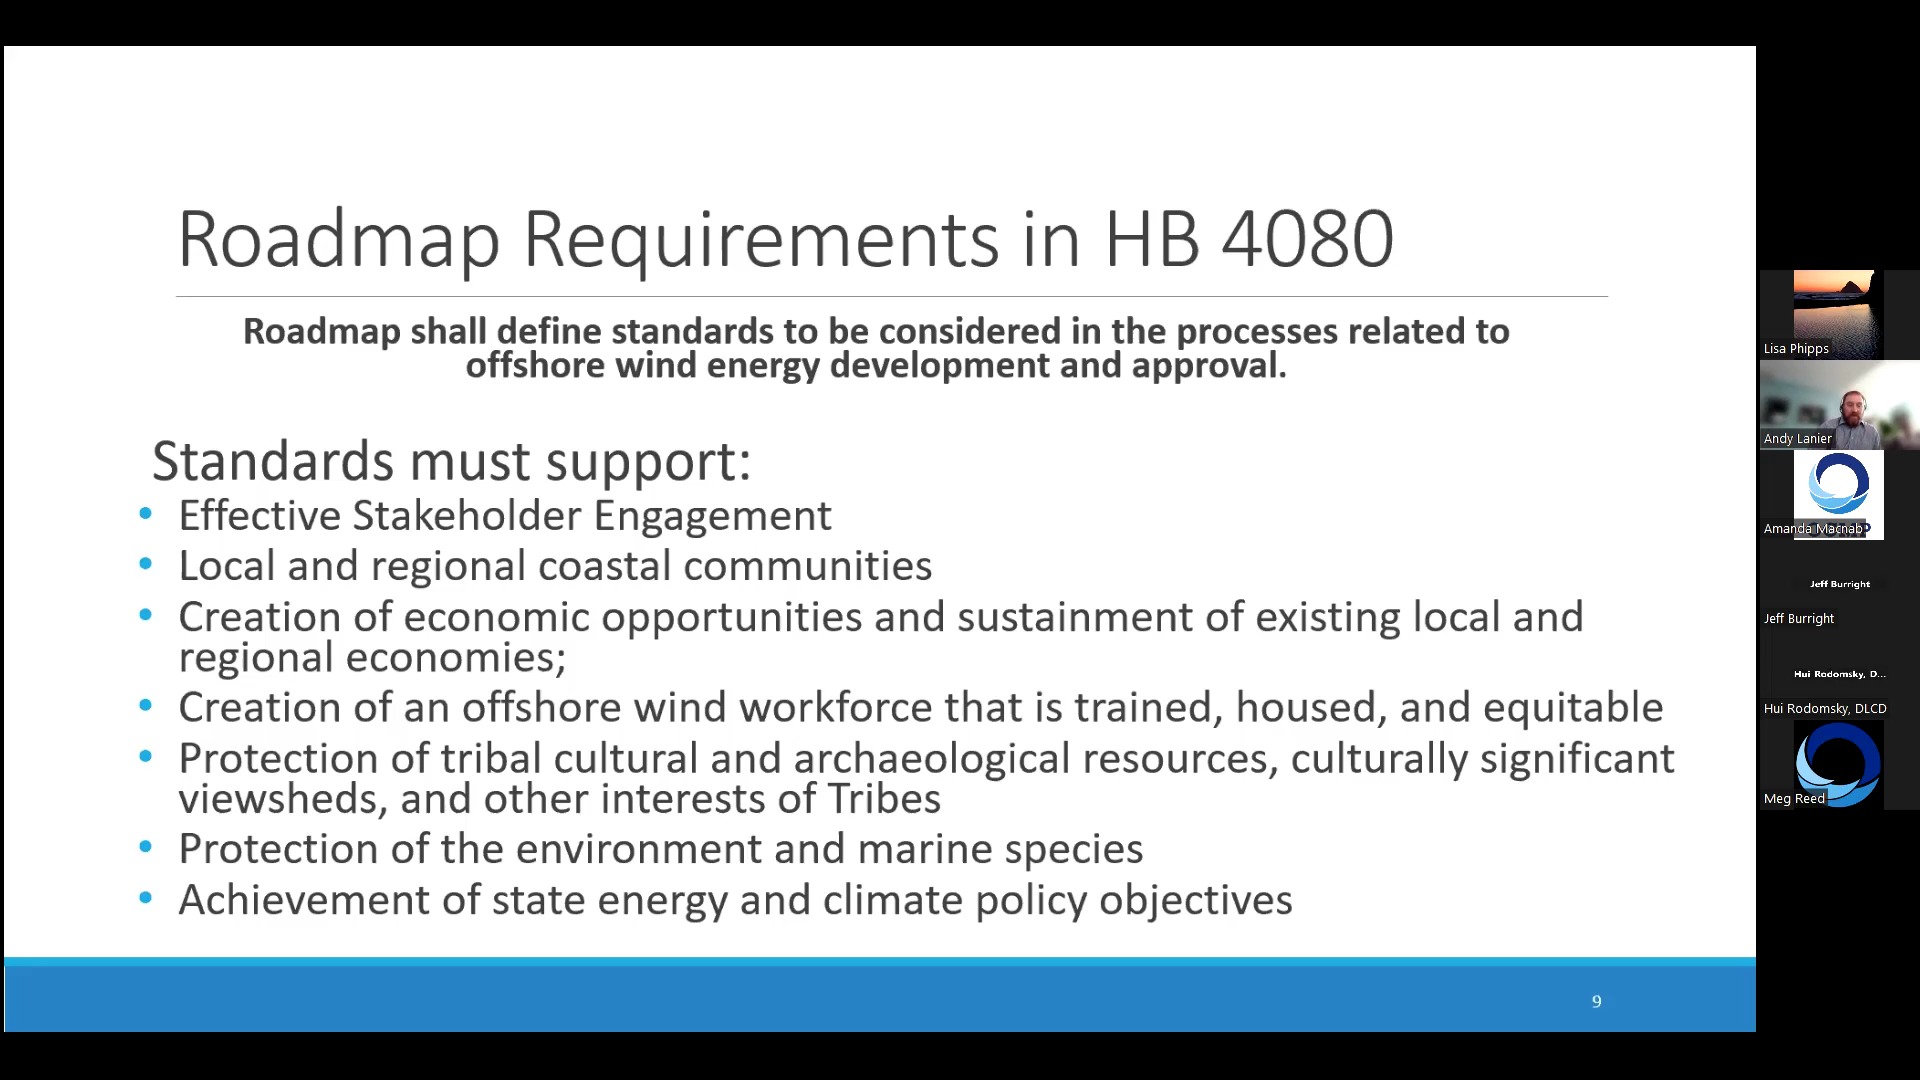 Roadmap Requirements in HB 4080
Roadmap shall define standards to be considered in the processes related to
offshore wind energy development and approval.
Standards must support:
• Effective Stakeholder Engagement
• Local and regional coastal communities
• Creation of economic opportunities and sustainment of existing local and
regional economies;
• Creation of an offshore wind workforce that is trained, housed, and equitable
• Protection of tribal cultural and archaeological resources, culturally significant
viewsheds, and other interests of Tribes
• Protection of the environment and marine species
• Achievement of state energy and climate policy objectives
9
Lisa Phipps
Andy Lanier
Amanda Macnab
Jeff Burright
Jeff Burright
Hui Rodomsky, D...
Hui Rodomsky, DLCD
Meg Reed